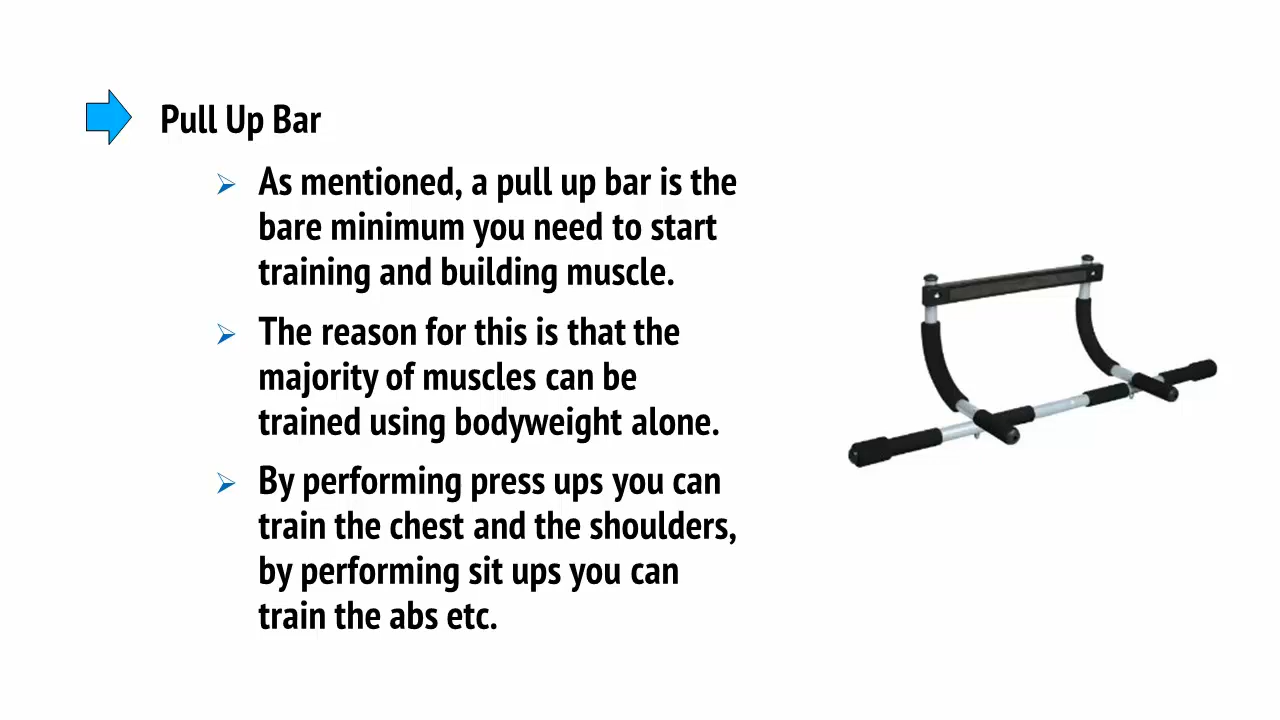 Pull Up Bar
As mentioned, a pull up bar is the
bare minimum you need to start
training and building muscle.
The reason for this is that the
majority of muscles can be
trained using bodyweight alone.
By performing press ups you can
train the chest and the shoulders,
by performing sit ups you can
train the abs etc.